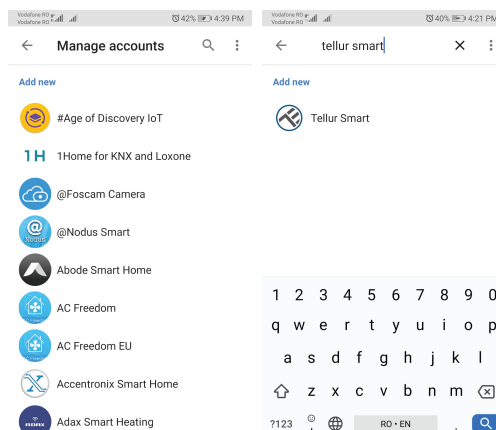 Vodafone RO
Vodafone RO
42%
4:39 PM
Manage accounts
Add new
#Age of Discovery IoT
1H
1Home for KNX and Loxone
@Foscam Camera
@
Nodus
@Nodus Smart
Abode Smart Home
AC Freedom
AC Freedom EU
Accentronix Smart Home
ADAX
Adax Smart Heating
Vodafone RO
Vodafone RO
40%
4:21 PM
tellur smart
Add new
Tellur Smart
1 2 3 4 5 6 7 8 9 0
q w e r t y u i o p
a s d f g h j k l
z x c v b n m
?123 , RO • EN .